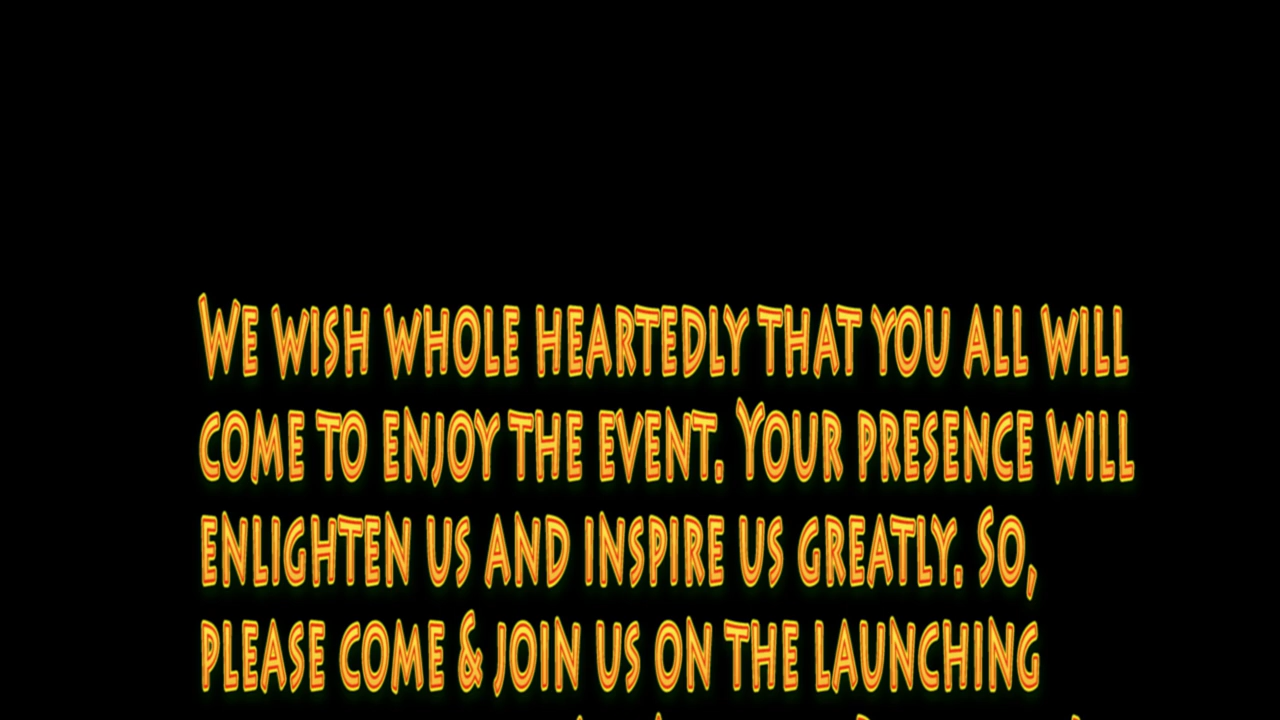 We wish whole heartedly that you all will
come to enjoy the event. Your presence will
enlighten us and inspire us greatly. So,
please come & join us on the launching